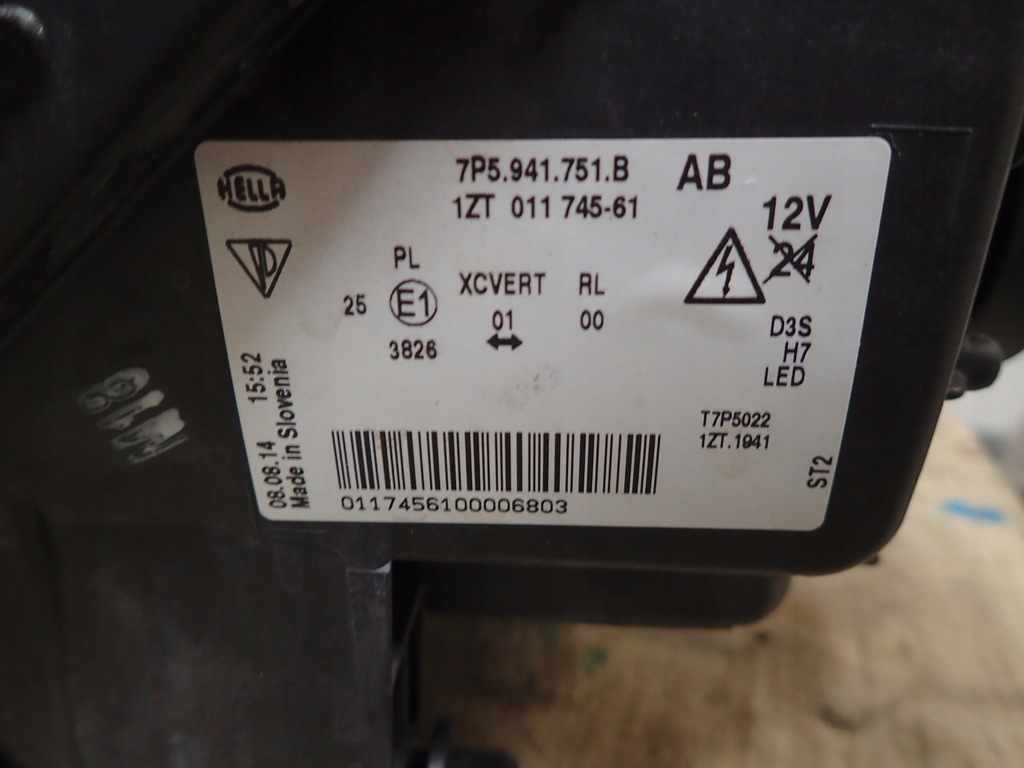 HELLA
7P5.941.751.B AB
1ZT 011 745-61
12V
24
PL
25 E1 XCVERT RL
01 00
3826
D3S
H7
LED
T7P5022
1ZT.1941
ST2
08.08.14 15:52
Made in Slovenia
01174561000006803